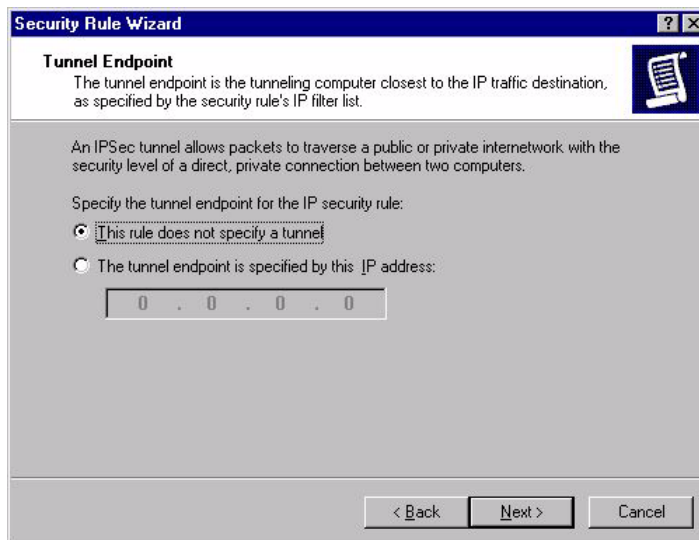 Security Rule Wizard
Tunnel Endpoint
The tunnel endpoint is the tunneling computer closest to the IP traffic destination,
as specified by the security rule's IP filter list.
An IPSec tunnel allows packets to traverse a public or private internetwork with the
security level of a direct, private connection between two computers.
Specify the tunnel endpoint for the IP security rule:
This rule does not specify a tunnel
The tunnel endpoint is specified by this IP address:
0 . 0 . 0 . 0
< Back Next > Cancel